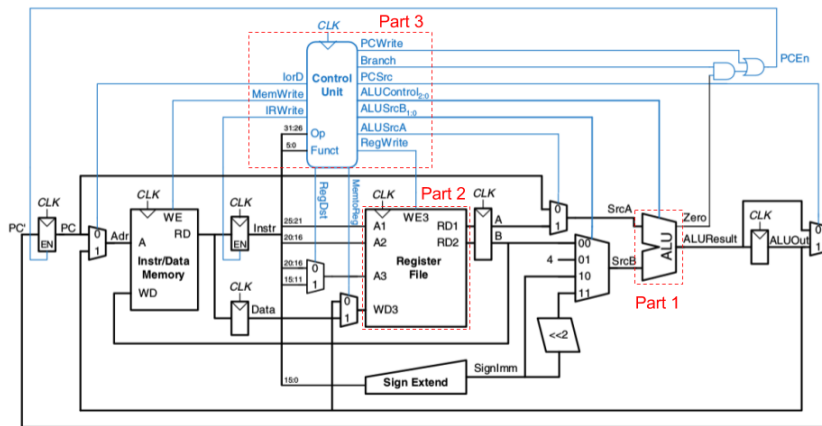 Part 3
CLK
PCWrite
Branch
PCSrc
ALUControl2:0
ALUSrcB1:0
ALUSrcA
RegWrite
Control
Unit
IorD
MemWrite
IRWrite
31:26
Op
5:0
Funct
PCEn
RegDst
MemtoReg
Part 2
CLK
CLK
CLK
CLK
CLK
PC'
EN
PC
0
1
Adr
WE
A
RD
Instr/Data
Memory
WD
EN
Instr
25:21
20:16
20:16
15:11
0
1
CLK
Data
0
1
WE3
A1
RD1
A2
RD2
A3
Register
File
WD3
A
B
0
1
SrcA
4
00
01
10
11
SrcB
ALU
Zero
ALUResult
CLK
ALUOut
0
1
Part 1
<<2
SignImm
15:0
Sign Extend